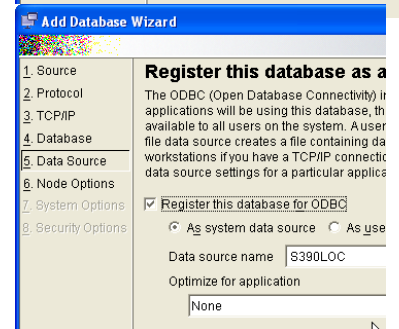 Add Database Wizard
1. Source
2. Protocol
3. TCP/IP
4. Database
5. Data Source
6. Node Options
7. System Options
8. Security Options
Register this database as a
The ODBC (Open Database Connectivity) in
applications will be using this database, th
available to all users on the system. A user
file data source creates a file containing da
workstations if you have a TCP/IP connectio
data source settings for a particular applica
Register this database for ODBC
As system data source As use
Data source name S390LOC
Optimize for application
None